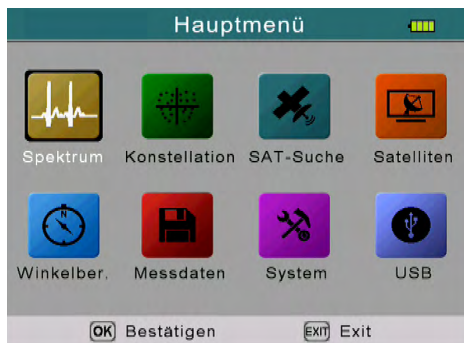 Hauptmenü
Spektrum Konstellation SAT-Suche Satelliten
N
Winkelber. Messdaten System USB
OK Bestätigen EXIT Exit